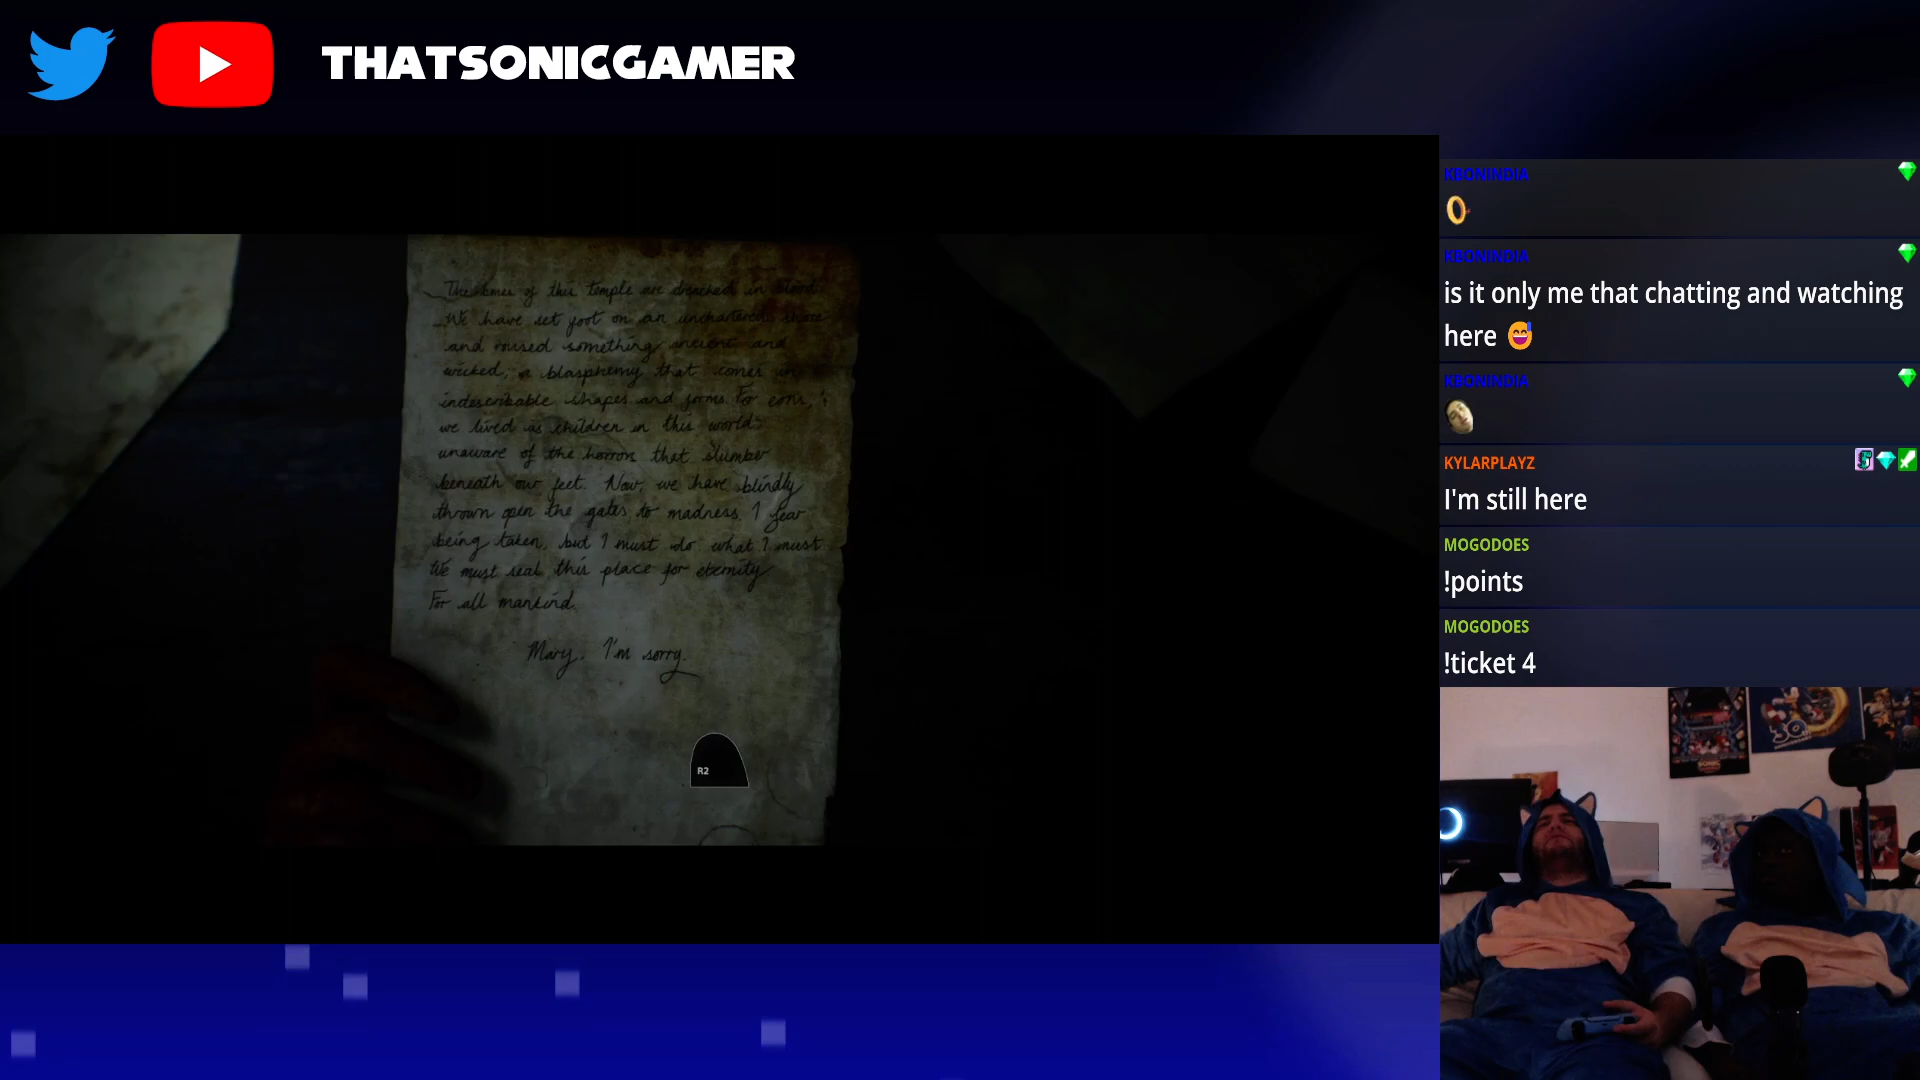 THATSONICGAMER
The bones of this temple are drenched in blood.
We have set foot on an unchartered shore
and roused something ancient and
wicked, a blasphemy that comes in
indescribable shapes and forms. For eons,
we lived as children in this world
unaware of the horrors that slumber
beneath our feet. Now, we have blindly
thrown open the gates to madness. I fear
being taken, but I must do what I must
We must seal this place for eternity
For all mankind.
Mary, I'm sorry.
R2
KBONINDIA
KBONINDIA
is it only me that chatting and watching
here
KBONINDIA
KYLARPLAYZ
I'm still here
MOGODOES
!points
MOGODOES
!ticket 4